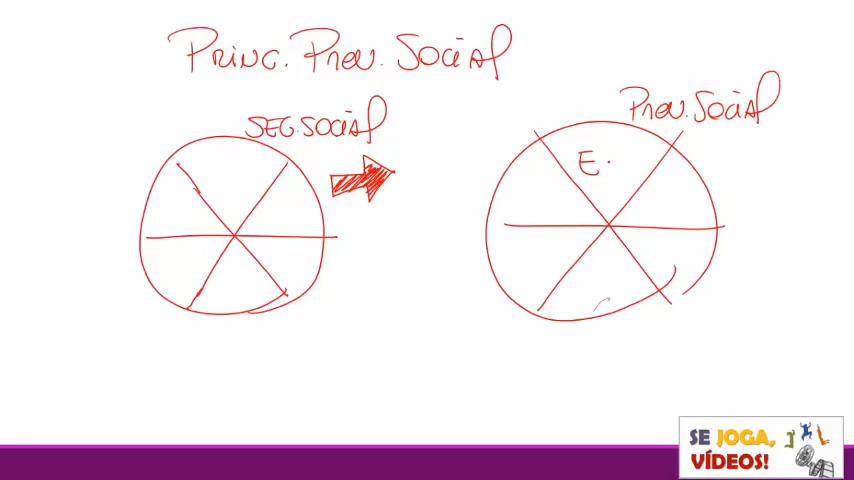 PRINC. PREV. SOCIAL
SEG. SOCIAL
PREV. SOCIAL
E.
SE JOGA,
VÍDEOS!